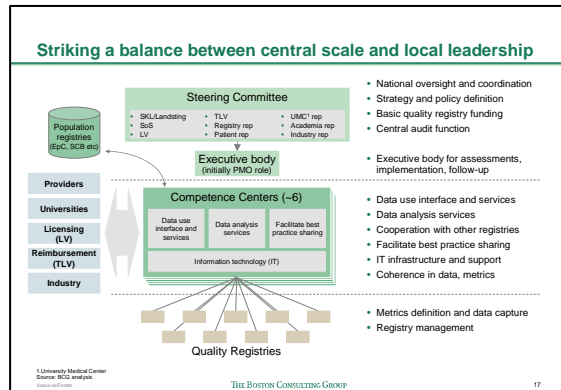 Striking a balance between central scale and local leadership
Population
registries
(EpC, SCB etc)
Steering Committee
• SKL/Landsting
• SoS
• LV
• TLV
• Registry rep
• Patient rep
• UMC¹ rep
• Academia rep
• Industry rep
Executive body
(initially PMO role)
• National oversight and coordination
• Strategy and policy definition
• Basic quality registry funding
• Central audit function
• Executive body for assessments,
implementation, follow-up
Providers
Universities
Licensing
(LV)
Reimbursement
(TLV)
Industry
Competence Centers (~6)
Data use
interface and
services
Data analysis
services
Facilitate best
practice sharing
Information technology (IT)
• Data use interface and services
• Data analysis services
• Cooperation with other registries
• Facilitate best practice sharing
• IT infrastructure and support
• Coherence in data, metrics
Quality Registries
• Metrics definition and data capture
• Registry management
1.University Medical Center
Source: BCG analysis
THE BOSTON CONSULTING GROUP
17